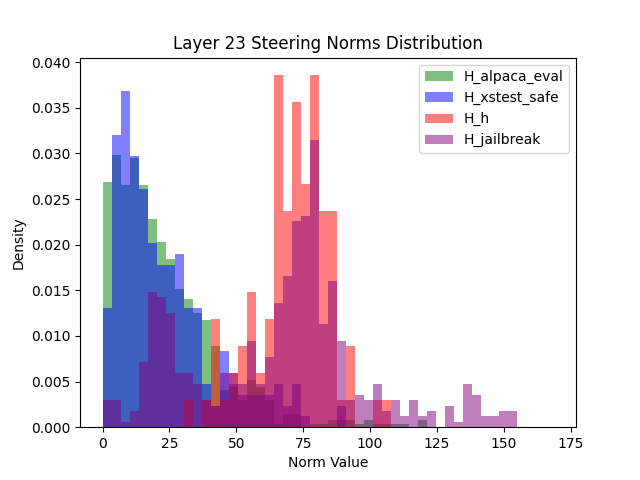 Layer 23 Steering Norms Distribution
H_alpaca_eval
H_xstest_safe
H_h
H_jailbreak
0.040
0.035
0.030
0.025
0.020
0.015
0.010
0.005
0.000
Density
0 25 50 75 100 125 150 175
Norm Value